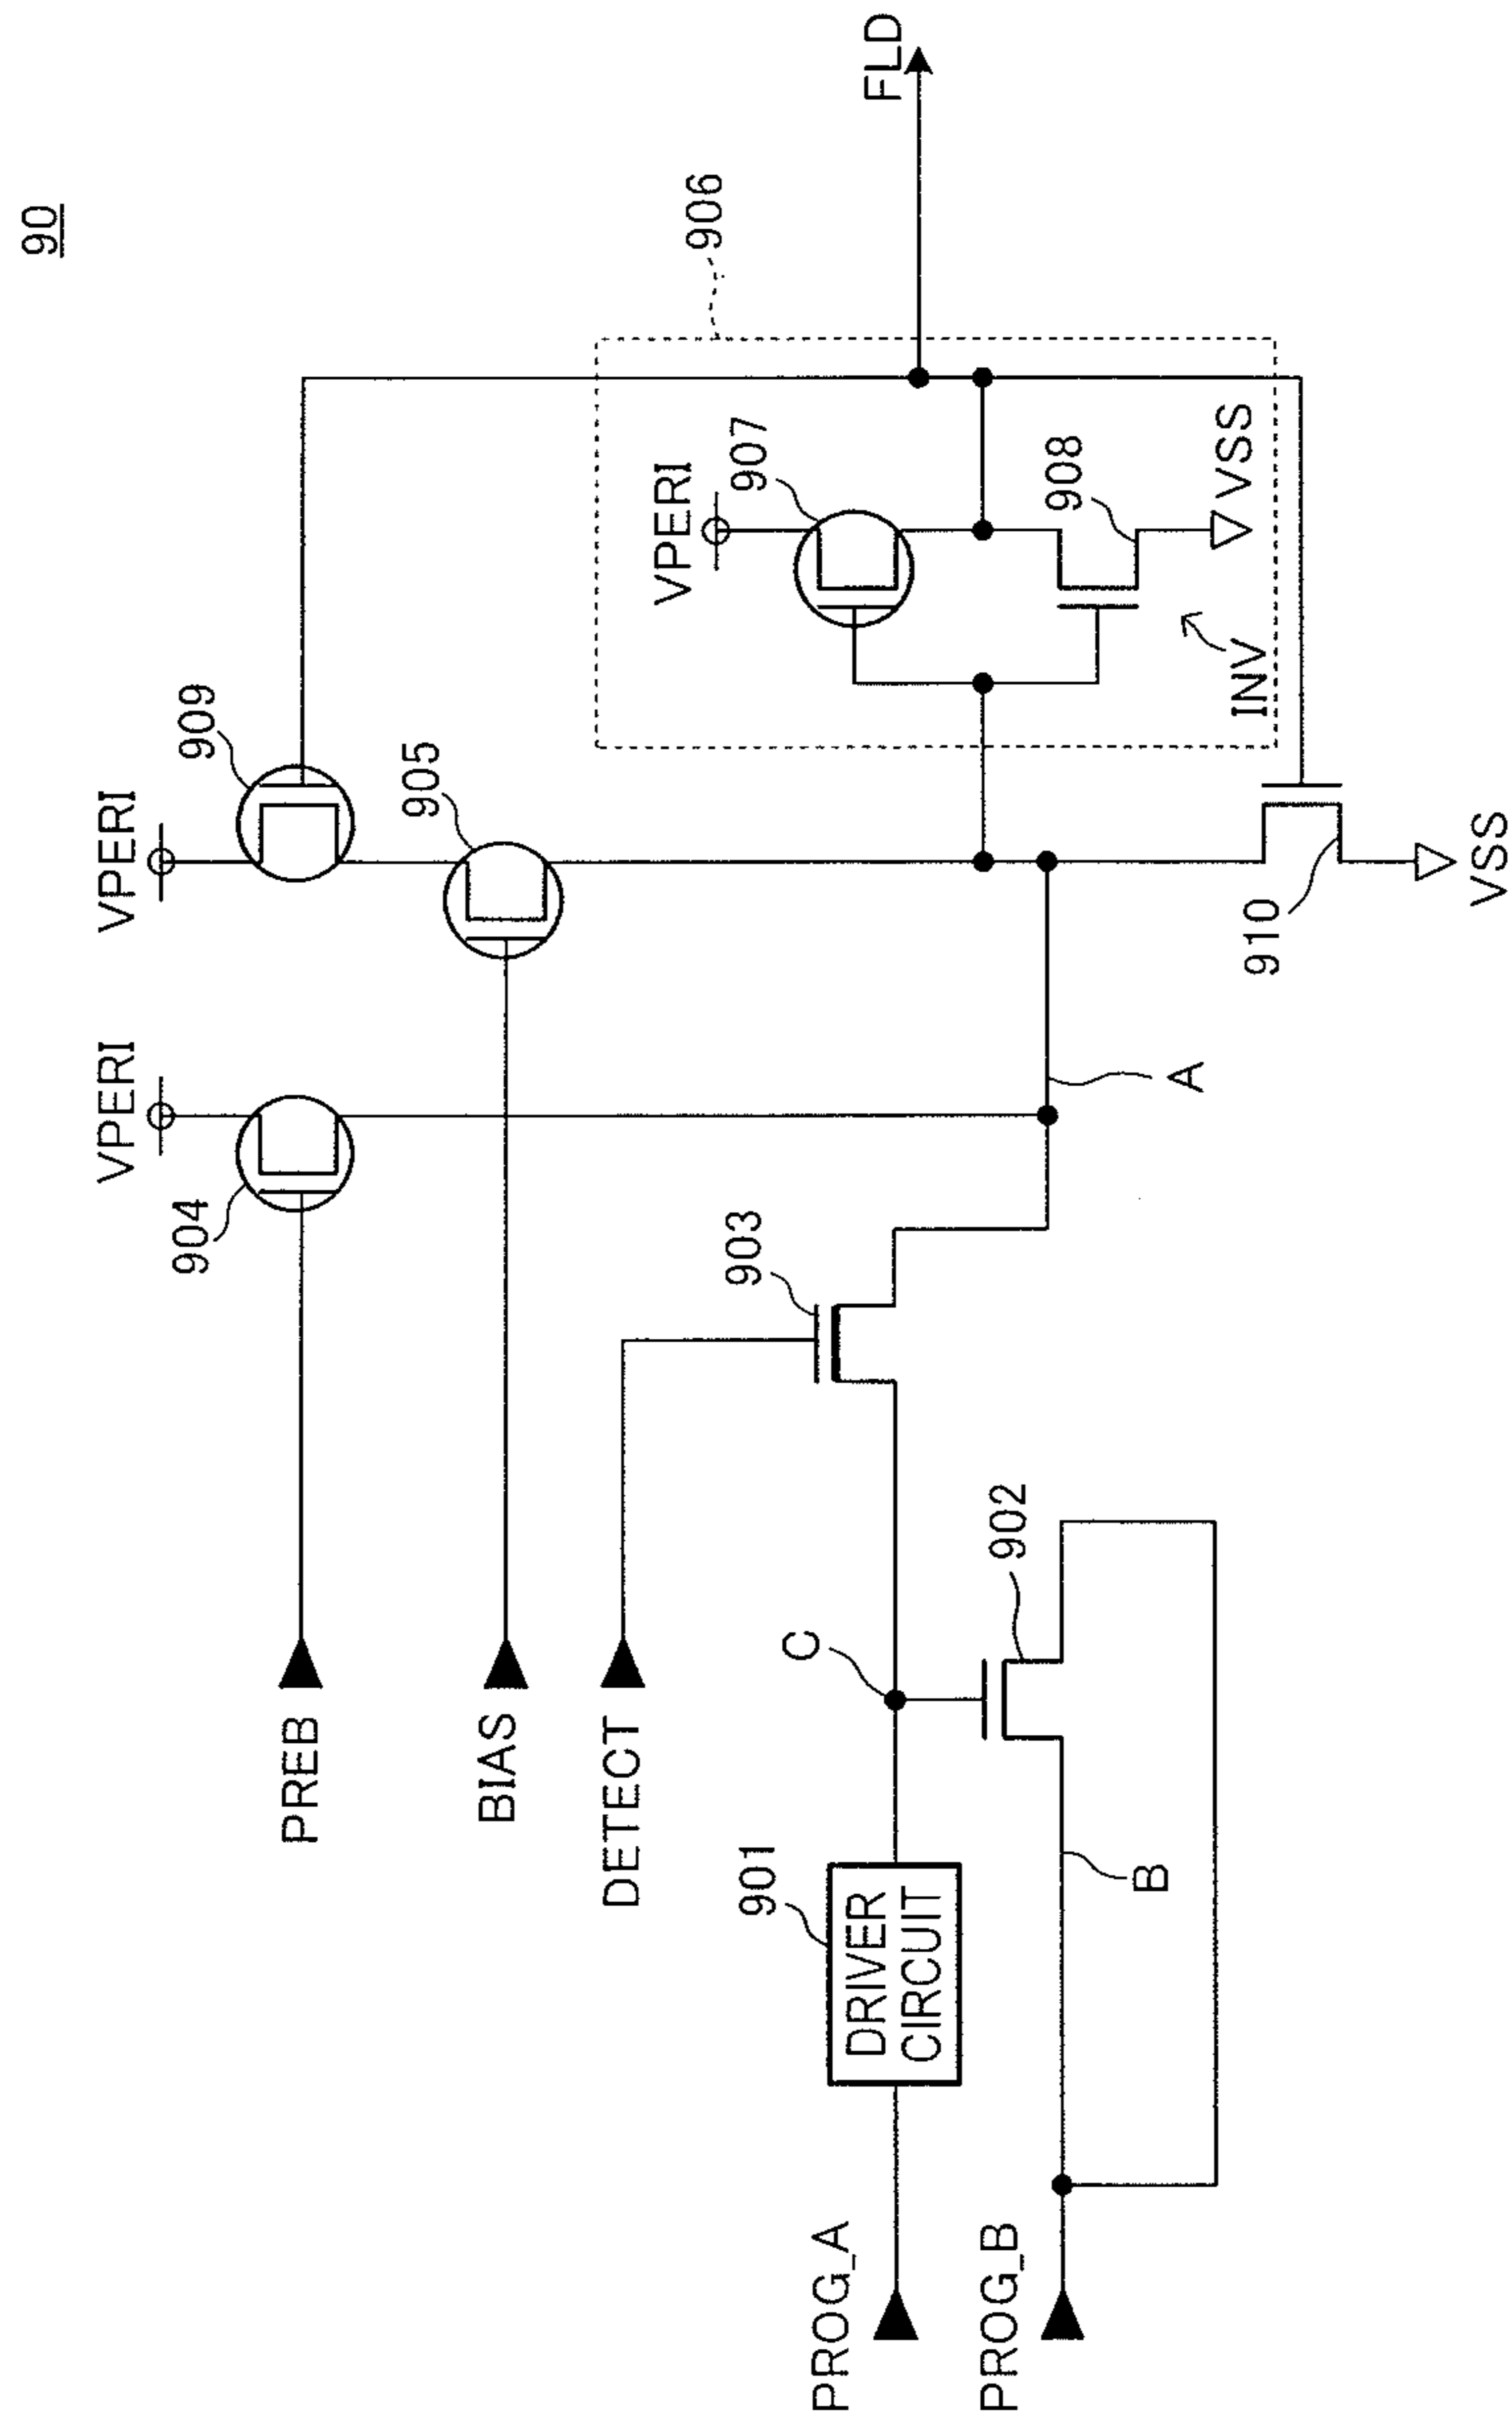 90
VPERI
VPERI
909
904
905
906
FLD
VPERI
907
908
VSS
INV
PREB
BIAS
DETECT
903
A
910
VSS
C
902
901
DRIVER
CIRCUIT
B
PROG_A
PROG_B